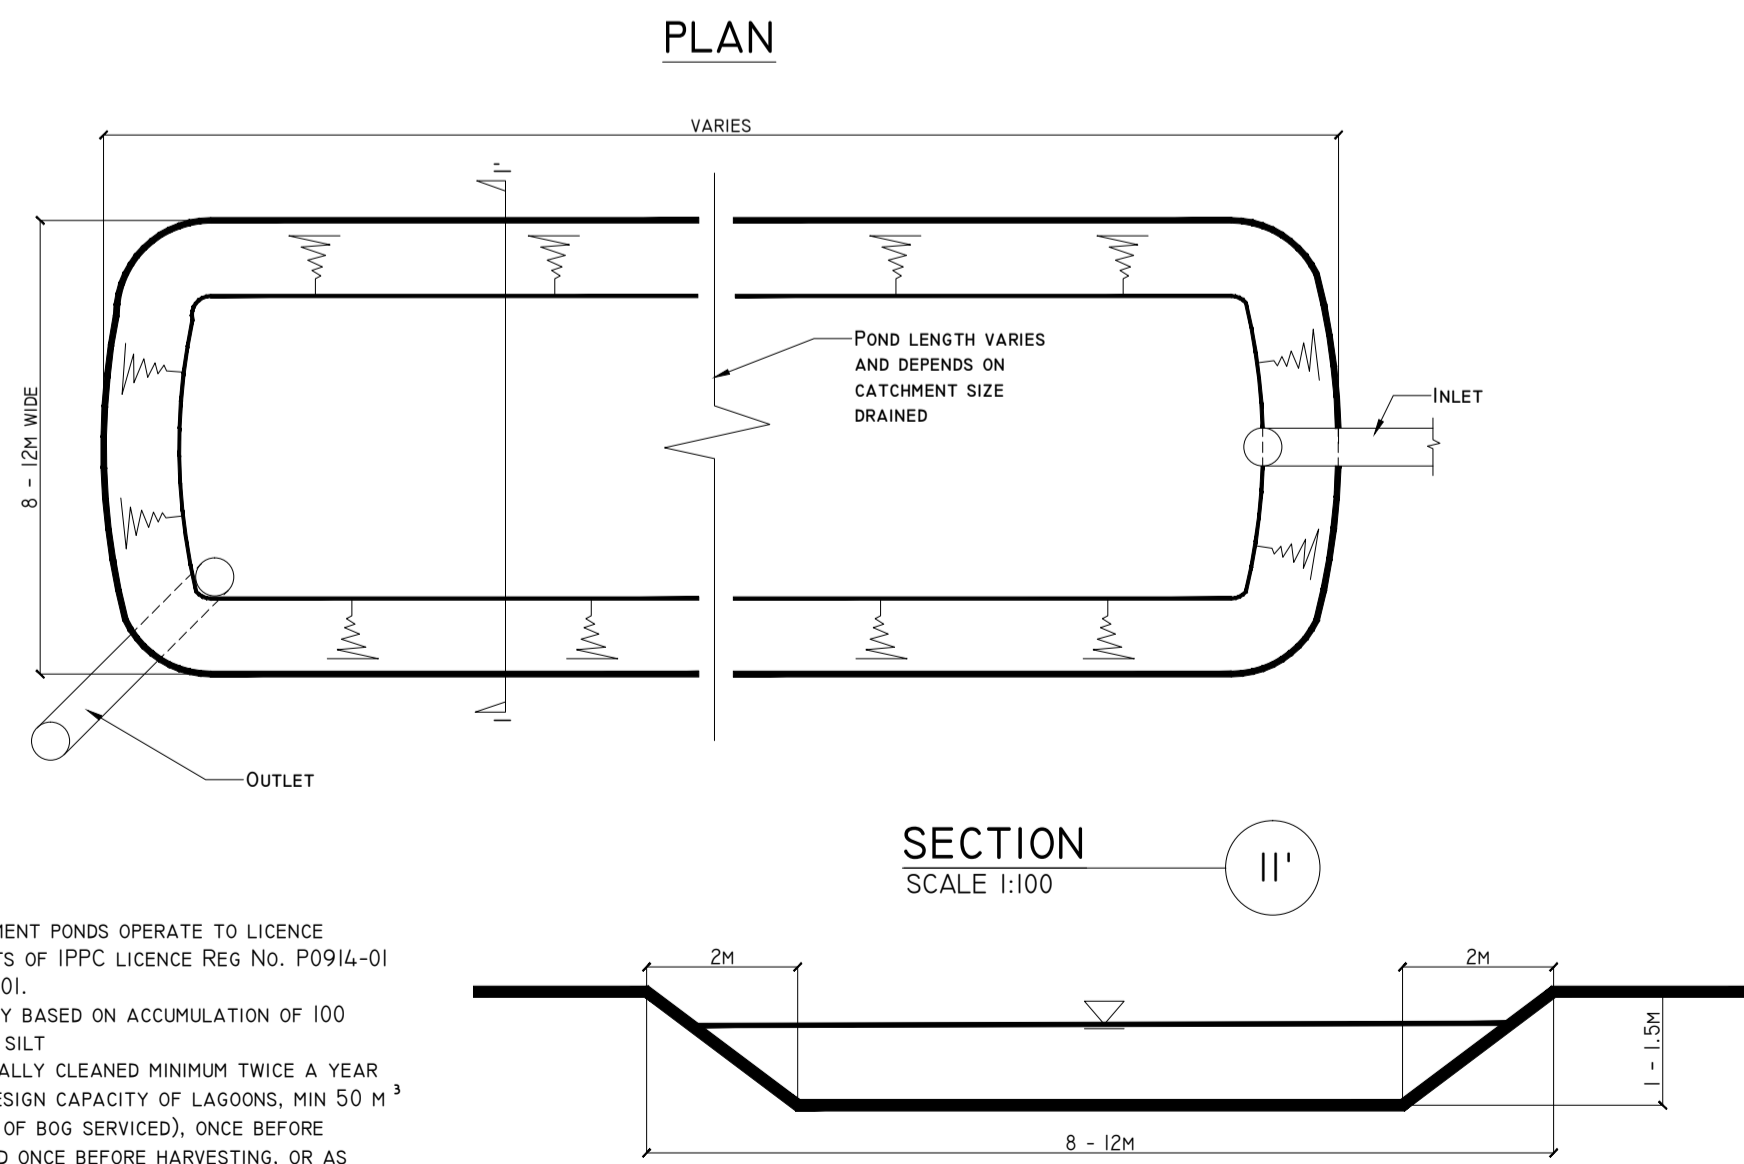 PLAN
VARIES
I'
8 - 12M WIDE
POND LENGTH VARIES
AND DEPENDS ON
CATCHMENT SIZE
DRAINED
INLET
I
OUTLET
SECTION
SCALE 1:100
II'
MENT PONDS OPERATE TO LICENCE
TS OF IPPC LICENCE REG NO. P0914-01
01.
Y BASED ON ACCUMULATION OF 100
SILT
ALLY CLEANED MINIMUM TWICE A YEAR
ESIGN CAPACITY OF LAGOONS, MIN 50 M³
OF BOG SERVICED), ONCE BEFORE
D ONCE BEFORE HARVESTING, OR AS
2M
2M
1 - 1.5M
8 - 12M